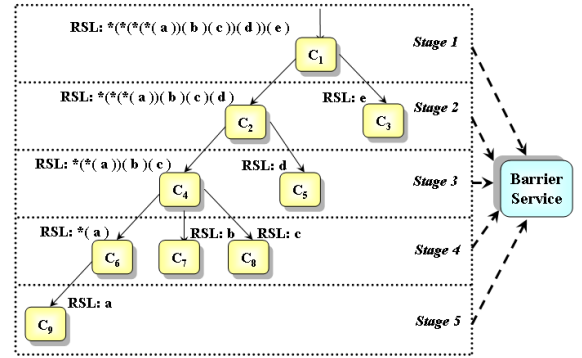 RSL: *(*(*(*( a ))( b )( c ))( d ))( e )
Stage 1
C1
RSL: *(*(*( a ))( b )( c )( d )
RSL: e
Stage 2
C2
C3
RSL: *(*( a ))( b )( c )
RSL: d
Stage 3
C4
C5
Barrier
Service
RSL: *( a )
RSL: b
RSL: c
Stage 4
C6
C7
C8
RSL: a
Stage 5
C9